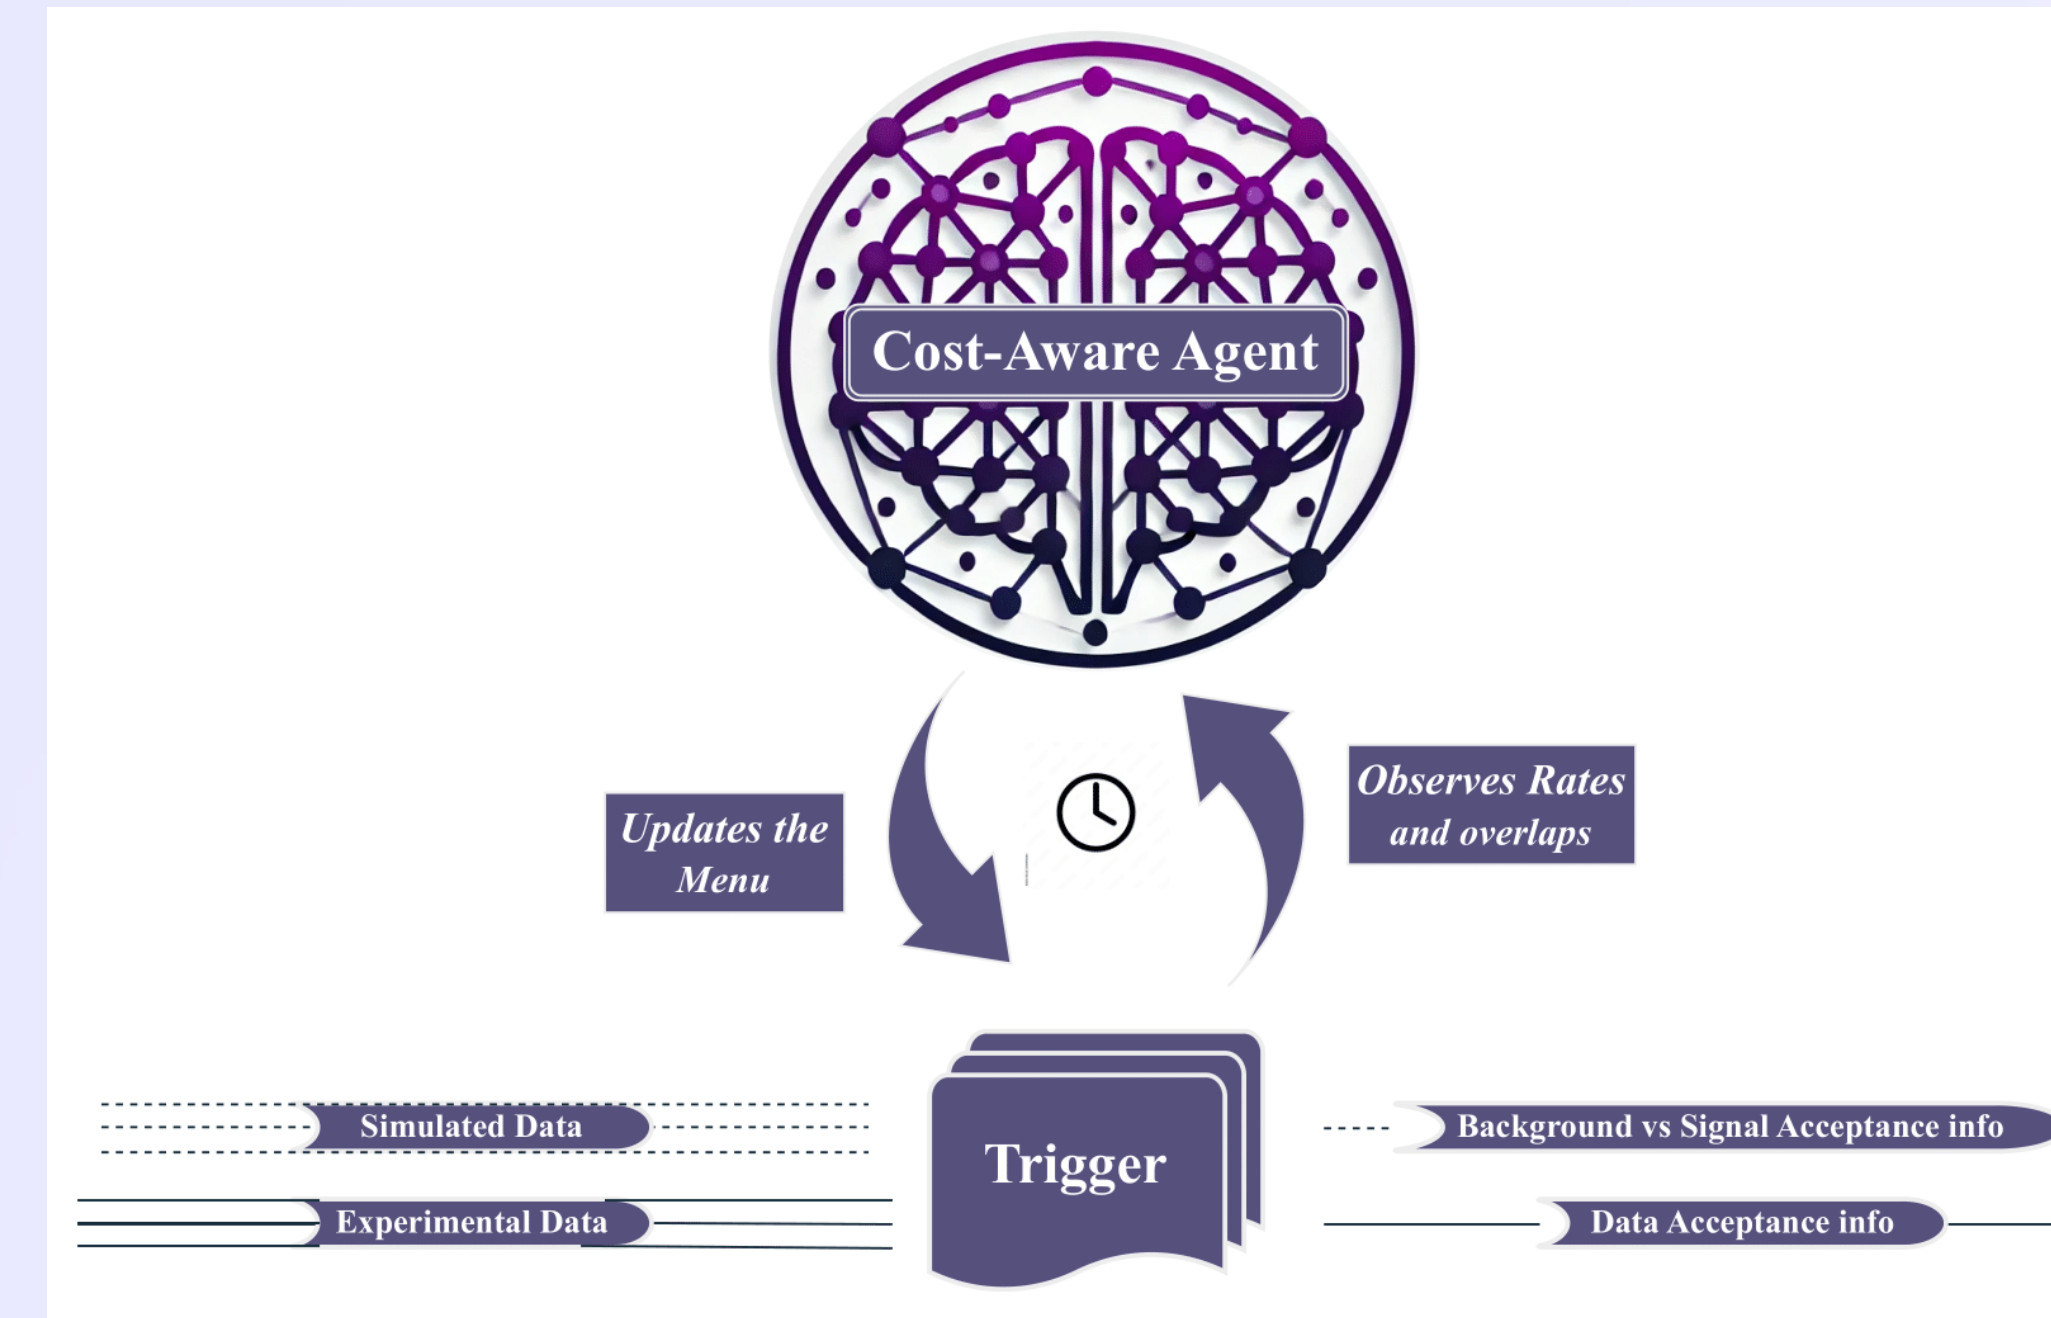 Cost-Aware Agent
Updates the
Menu
Observes Rates
and overlaps
Trigger
Simulated Data
Experimental Data
Background vs Signal Acceptance info
Data Acceptance info